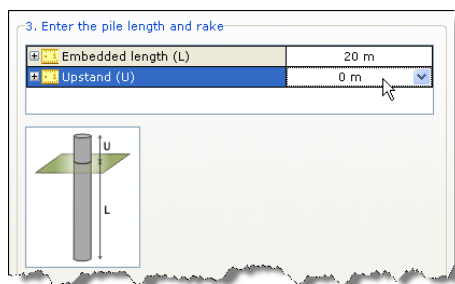 3. Enter the pile length and rake
Embedded length (L) 20 m
Upstand (U) 0 m
U
L